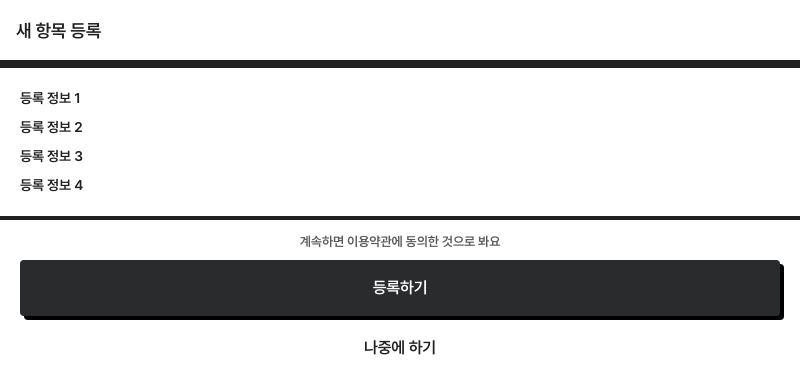 새 항목 등록
등록 정보 1
등록 정보 2
등록 정보 3
등록 정보 4
계속하면 이용약관에 동의한 것으로 봐요
등록하기
나중에 하기